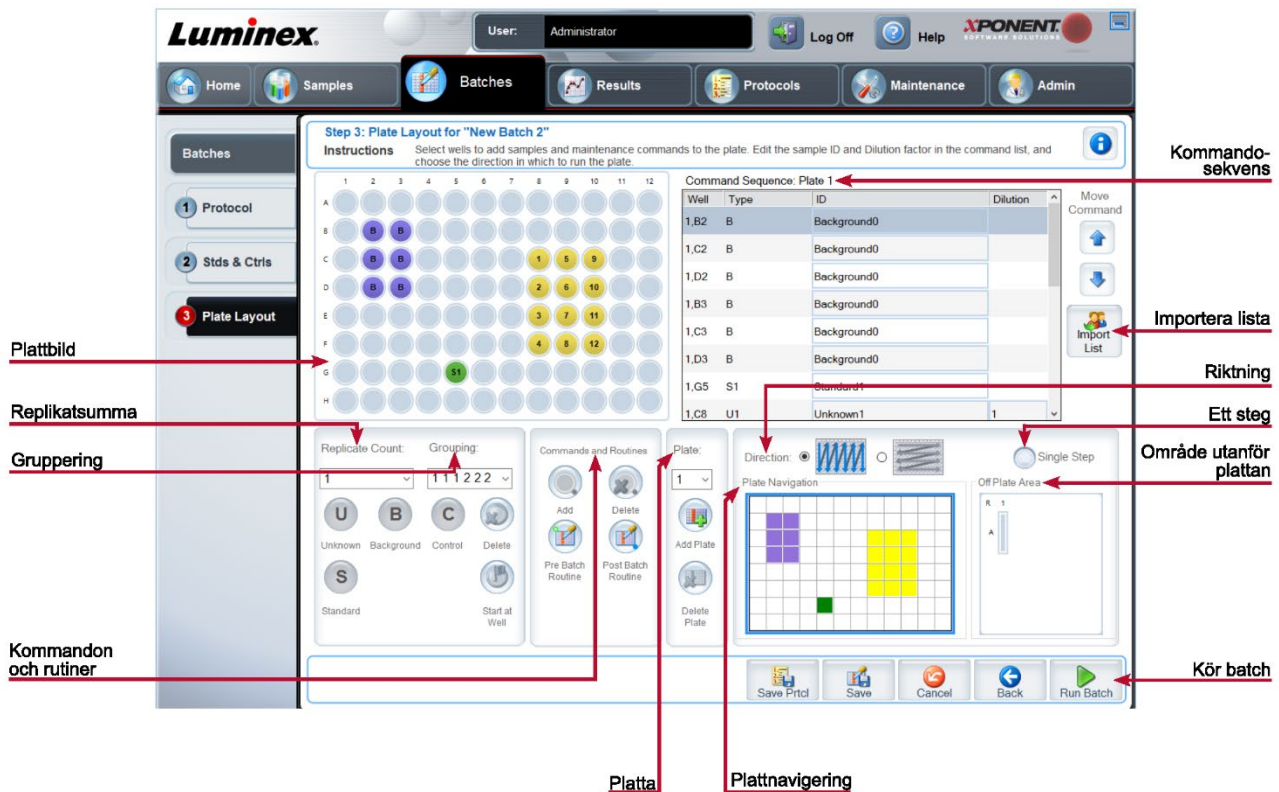 Luminex.
User: Administrator
Log Off
Help
XPONENT.
SOFTWARE SOLUTIONS
Home
Samples
Batches
Results
Protocols
Maintenance
Admin
Batches
1 Protocol
2 Stds & Ctrls
3 Plate Layout
Step 3: Plate Layout for "New Batch 2"
Instructions Select wells to add samples and maintenance commands to the plate. Edit the sample ID and Dilution factor in the command list, and
choose the direction in which to run the plate.
1 2 3 4 5 6 7 8 9 10 11 12
A
B B B
C B B 1 5 9
D B B 2 6 10
E 3 7 11
F 4 8 12
G S1
H
Command Sequence: Plate 1
Well Type ID Dilution
1,B2 B Background0
1,C2 B Background0
1,D2 B Background0
1,B3 B Background0
1,C3 B Background0
1,D3 B Background0
1,G5 S1 Standard1
1,C8 U1 Unknown1 1
Move
Command
Import
List
Kommando-
sekvens
Importera lista
Riktning
Ett steg
Område utanför
plattan
Kör batch
Plattbild
Replikatsumma
Gruppering
Kommandon
och rutiner
Replicate Count: Grouping:
1 1 1 1 2 2 2
U B C
Unknown Background Control Delete
S
Standard Start at
Well
Commands and Routines
Add Delete
Pre Batch
Routine
Post Batch
Routine
Plate:
1
Add Plate
Delete
Plate
Direction:
Single Step
Plate Navigation
Off Plate Area
R 1
A
Save Prtcl
Save
Cancel
Back
Run Batch
Platta
Plattnavigering